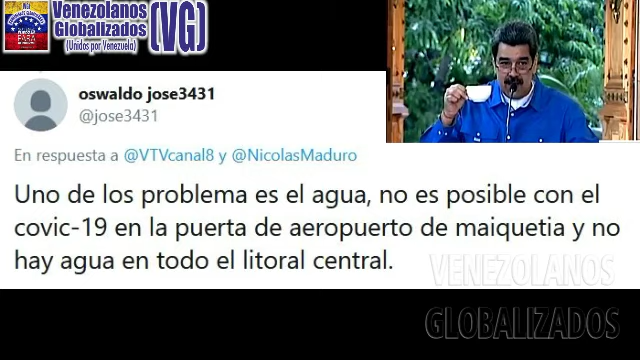 Venezolanos
Globalizados
(Unidos por Venezuela)
(VG)
oswaldo jose3431
@jose3431
En respuesta a @VTVcanal8 y @NicolasMaduro
Uno de los problema es el agua, no es posible con el
covic-19 en la puerta de aeropuerto de maiquetia y no
hay agua en todo el litoral central.
VENEZOLANOS
GLOBALIZADOS